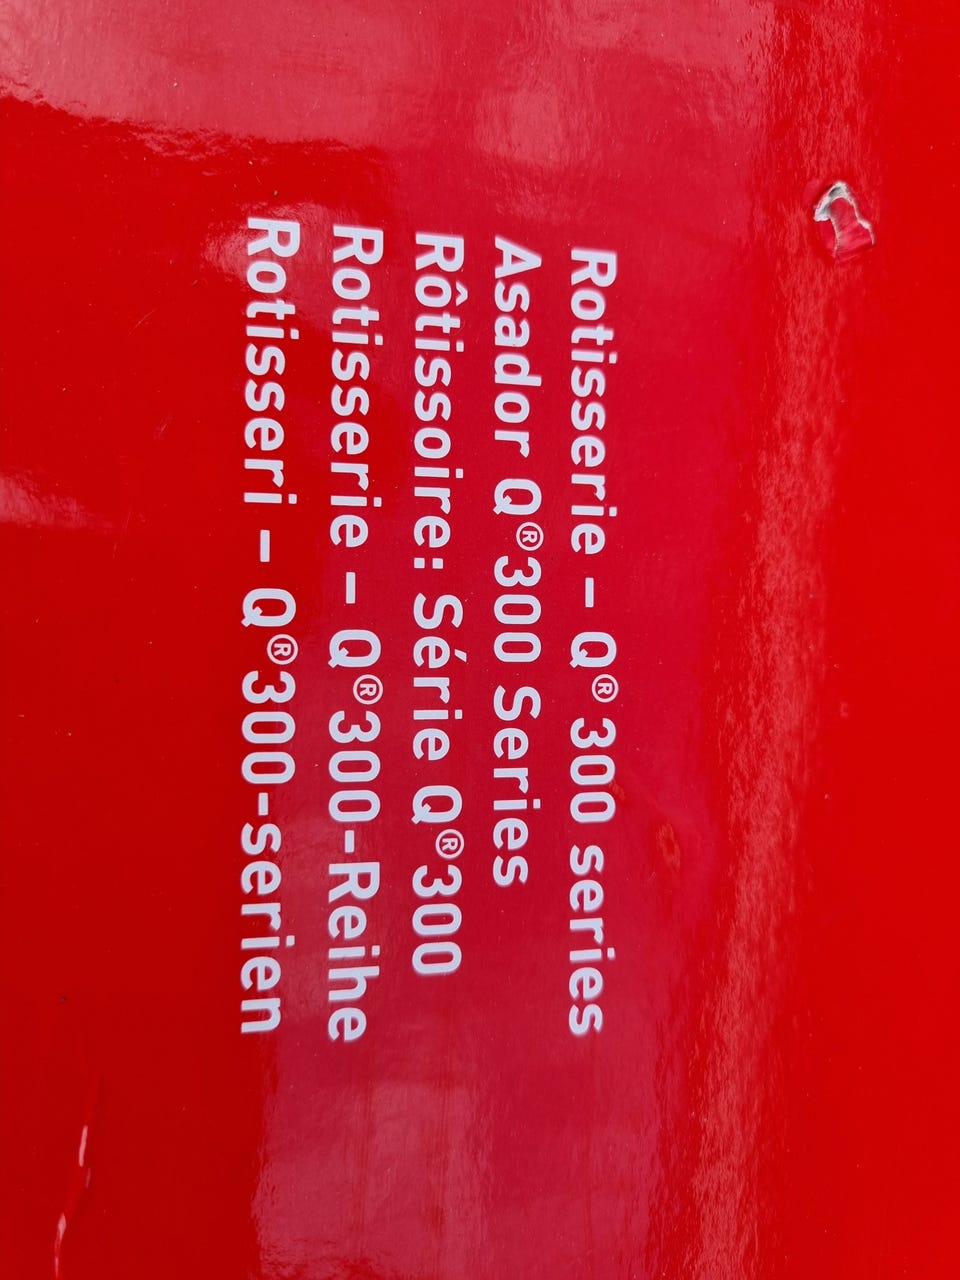 Rotisserie – Q® 300 series
Asador Q®300 Series
Rôtissoire: Série Q®300
Rotisserie – Q®300-Reihe
Rotisseri – Q®300-serien